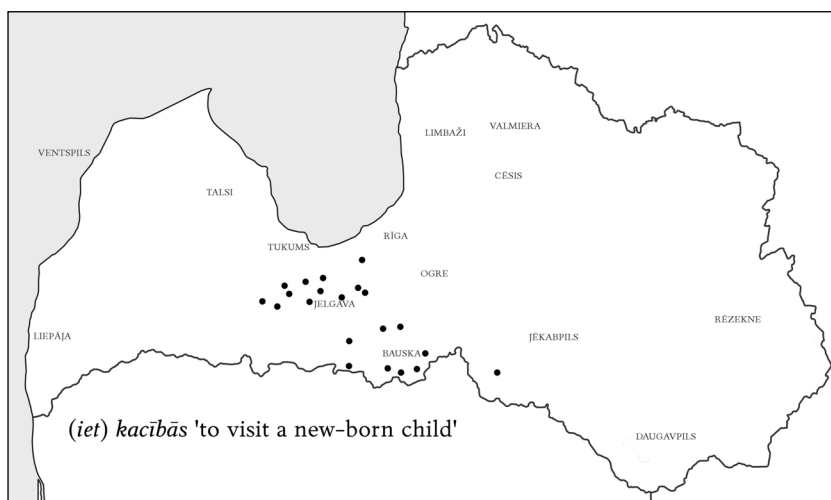 LIMBAŽI
VALMIERA
VENTSPILS
CĒSIS
TALSI
RĪGA
TUKUMS
OGRE
JELGAVA
RĒZEKNE
LIEPĀJA
JĒKABPILS
BAUSKA
(iet) kacībās 'to visit a new–born child'
DAUGAVPILS